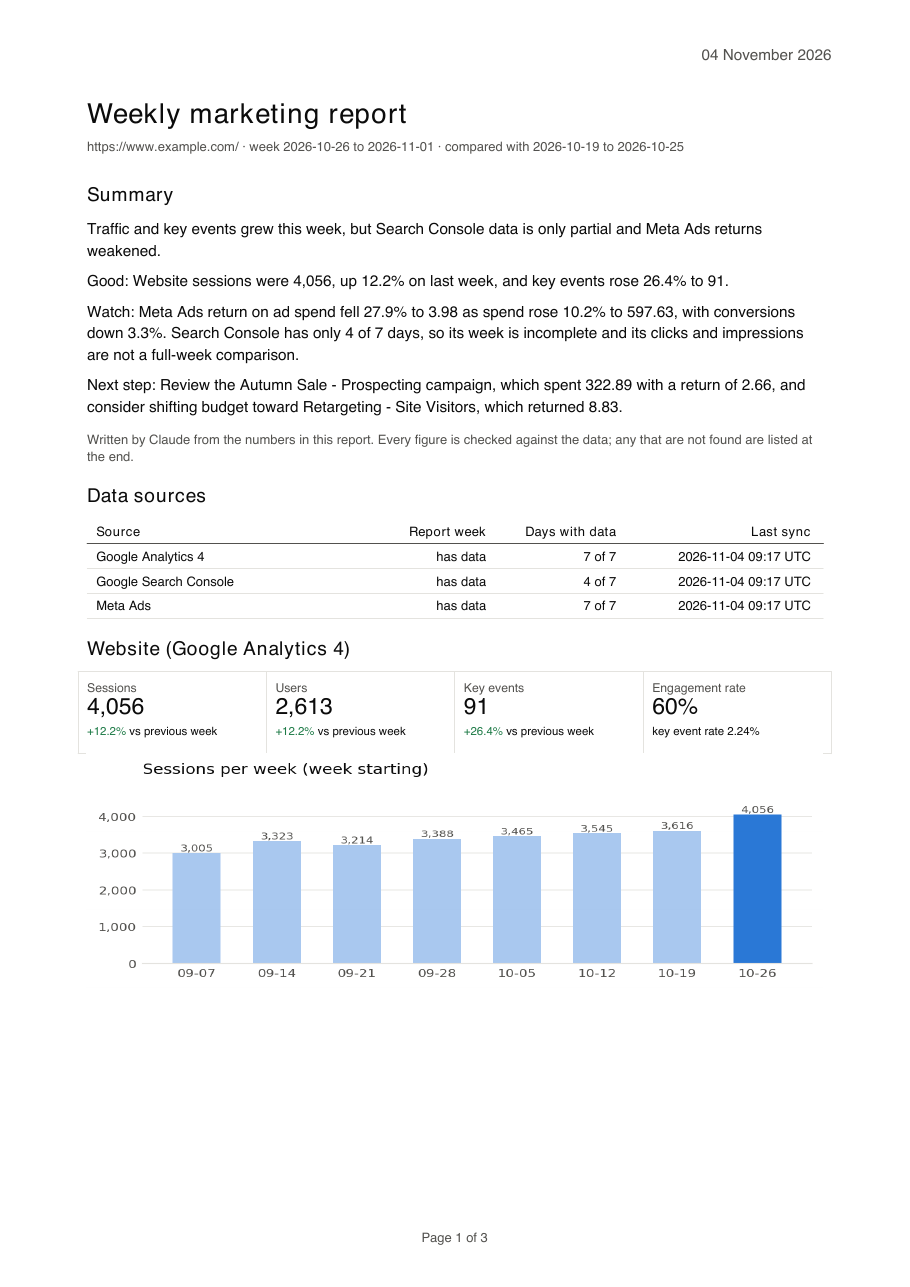 04 November 2026
Weekly marketing report
https://www.example.com/ · week 2026-10-26 to 2026-11-01 · compared with 2026-10-19 to 2026-10-25
Summary
Traffic and key events grew this week, but Search Console data is only partial and Meta Ads returns
weakened.
Good: Website sessions were 4,056, up 12.2% on last week, and key events rose 26.4% to 91.
Watch: Meta Ads return on ad spend fell 27.9% to 3.98 as spend rose 10.2% to 597.63, with conversions
down 3.3%. Search Console has only 4 of 7 days, so its week is incomplete and its clicks and impressions
are not a full-week comparison.
Next step: Review the Autumn Sale - Prospecting campaign, which spent 322.89 with a return of 2.66, and
consider shifting budget toward Retargeting - Site Visitors, which returned 8.83.
Written by Claude from the numbers in this report. Every figure is checked against the data; any that are not found are listed at
the end.
Data sources
Source Report week Days with data Last sync
Google Analytics 4 has data 7 of 7 2026-11-04 09:17 UTC
Google Search Console has data 4 of 7 2026-11-04 09:17 UTC
Meta Ads has data 7 of 7 2026-11-04 09:17 UTC
Website (Google Analytics 4)
Sessions Users Key events Engagement rate
4,056 2,613 91 60%
+12.2% vs previous week +12.2% vs previous week +26.4% vs previous week key event rate 2.24%
Sessions per week (week starting)
4,056
4,000
3,005 3,323 3,214 3,388 3,465 3,545 3,616
3,000
2,000
1,000
0
09-07 09-14 09-21 09-28 10-05 10-12 10-19 10-26
Page 1 of 3